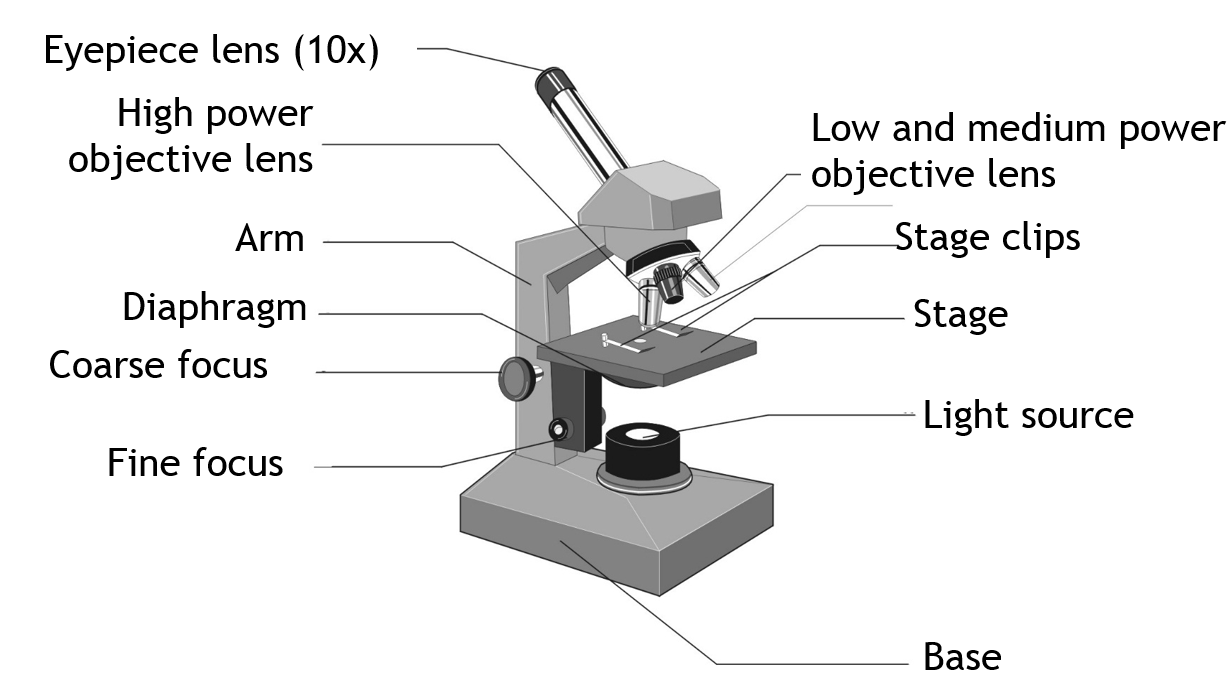 Eyepiece lens (10x)
High power
objective lens
Arm
Diaphragm
Coarse focus
Fine focus
Low and medium power
objective lens
Stage clips
Stage
Light source
Base